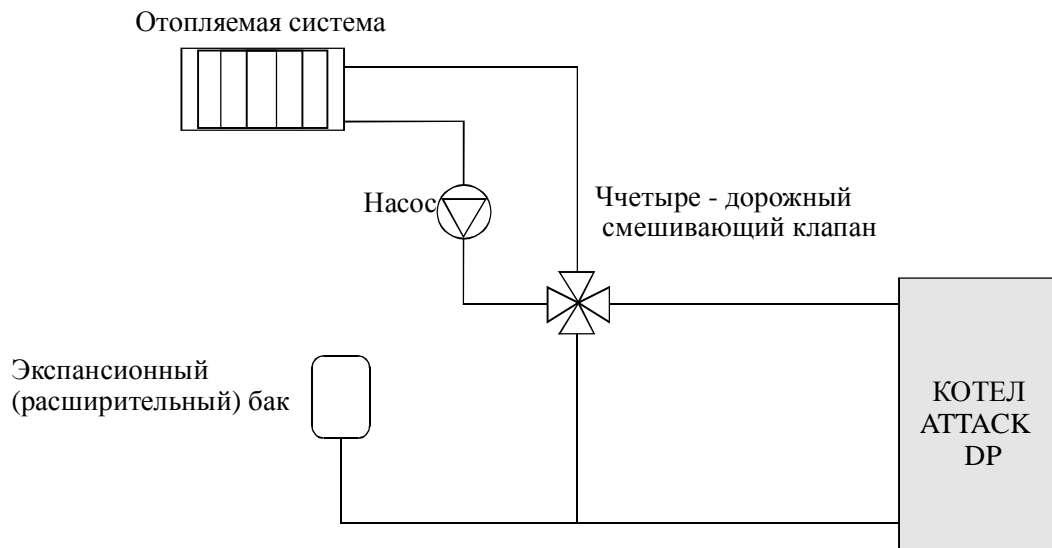 Отопляемая система
Насос
Ччетыре - дорожный
смешивающий клапан
Экспансионный
(расширительный) бак
КОТЕЛ
ATTACK
DP